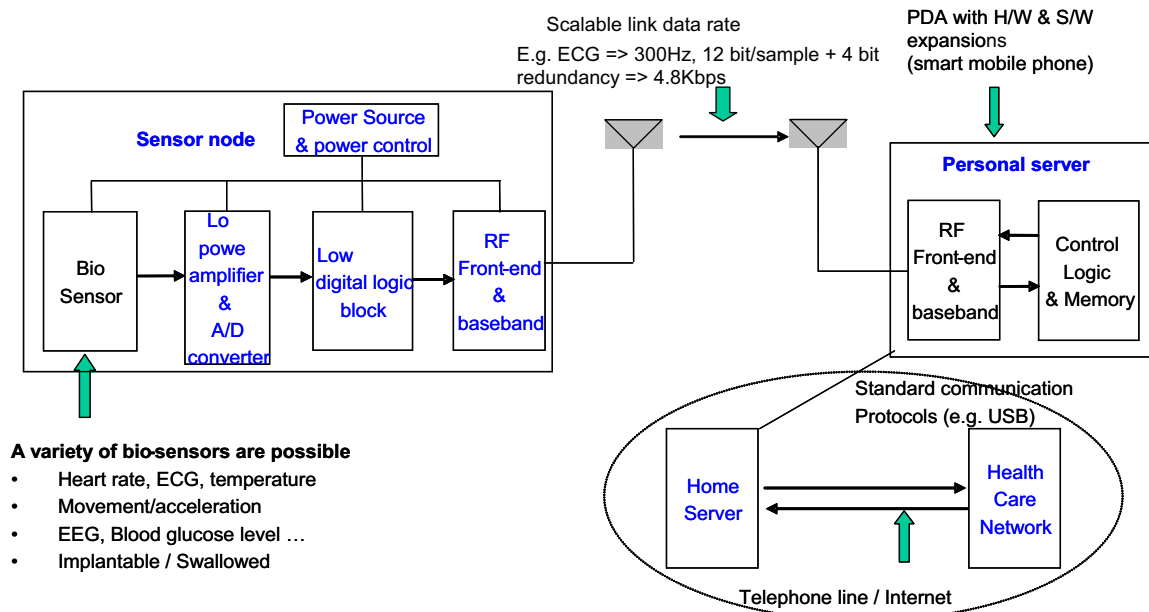 Scalable link data rate
E.g. ECG => 300Hz, 12 bit/sample + 4 bit
redundancy => 4.8Kbps
PDA with H/W & S/W
expansions
(smart mobile phone)
Sensor node
Power Source
& power control
Bio
Sensor
Lo
powe
amplifier
&
A/D
converter
Low
digital logic
block
RF
Front-end
&
baseband
Personal server
RF
Front-end
&
baseband
Control
Logic
& Memory
A variety of bio-sensors are possible
• Heart rate, ECG, temperature
• Movement/acceleration
• EEG, Blood glucose level …
• Implantable / Swallowed
Standard communication
Protocols (e.g. USB)
Home
Server
Health
Care
Network
Telephone line / Internet